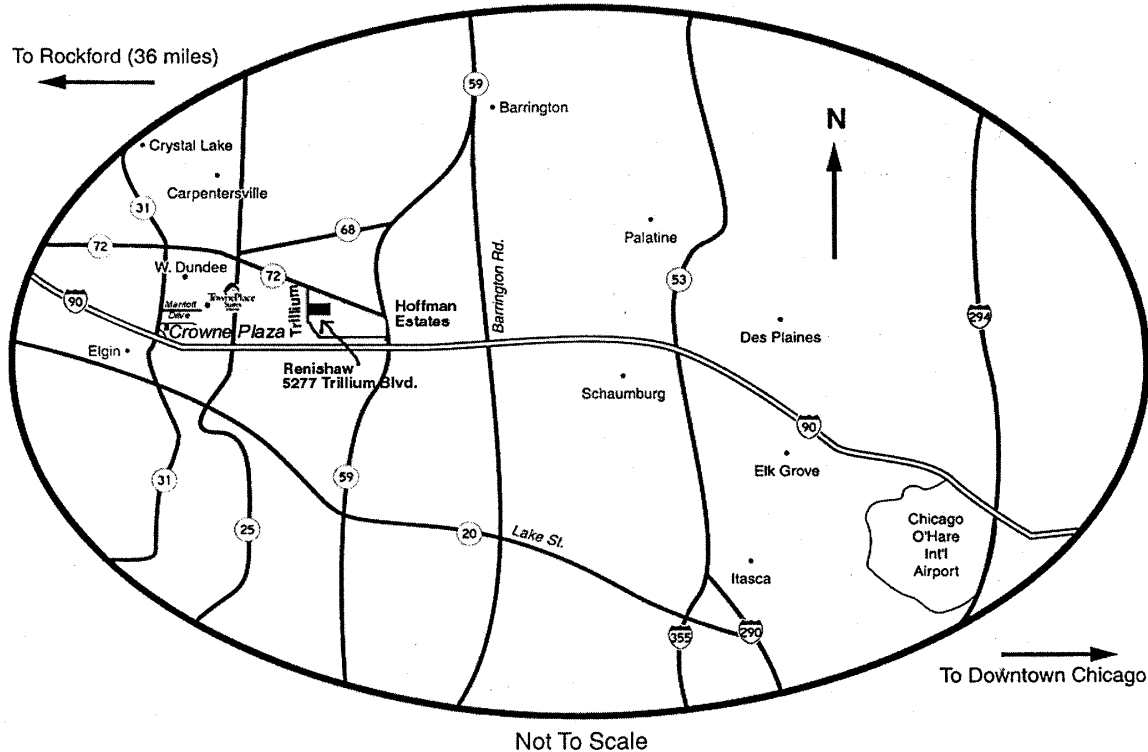 To Rockford (36 miles)
59
Barrington
N
Crystal Lake
Carpentersville
31
68
Palatine
72
W. Dundee
72
53
TownePlace
Suites
90
Marriott
Drive
Trillium
Barrington Rd.
Hoffman
Estates
294
Crowne Plaza
Des Plaines
Elgin
Renishaw
5277 Trillium Blvd.
Schaumburg
90
Elk Grove
31
59
25
20
Lake St.
Chicago
O'Hare
Int'l
Airport
Itasca
355
290
To Downtown Chicago
Not To Scale